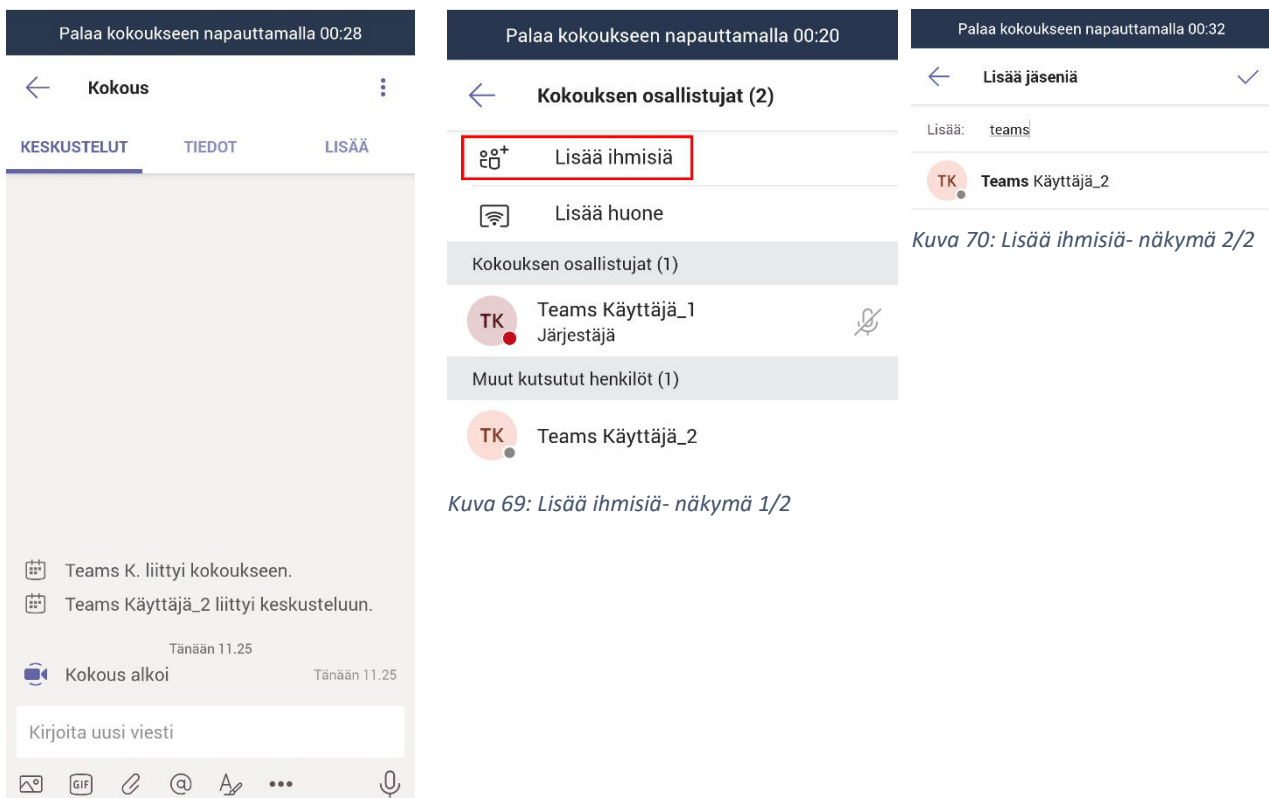 Palaa kokoukseen napauttamalla 00:28
Kokous
KESKUSTELUT TIEDOT LISÄÄ
Teams K. liittyi kokoukseen.
Teams Käyttäjä_2 liittyi keskusteluun.
Tänään 11.25
Kokous alkoi Tänään 11.25
Kirjoita uusi viesti
GIF
Palaa kokoukseen napauttamalla 00:20
Kokouksen osallistujat (2)
Lisää ihmisiä
Lisää huone
Kokouksen osallistujat (1)
TK Teams Käyttäjä_1
Järjestäjä
Muut kutsutut henkilöt (1)
TK Teams Käyttäjä_2
Kuva 69: Lisää ihmisiä- näkymä 1/2
Palaa kokoukseen napauttamalla 00:32
Lisää jäseniä
Lisää: teams
TK Teams Käyttäjä_2
Kuva 70: Lisää ihmisiä- näkymä 2/2